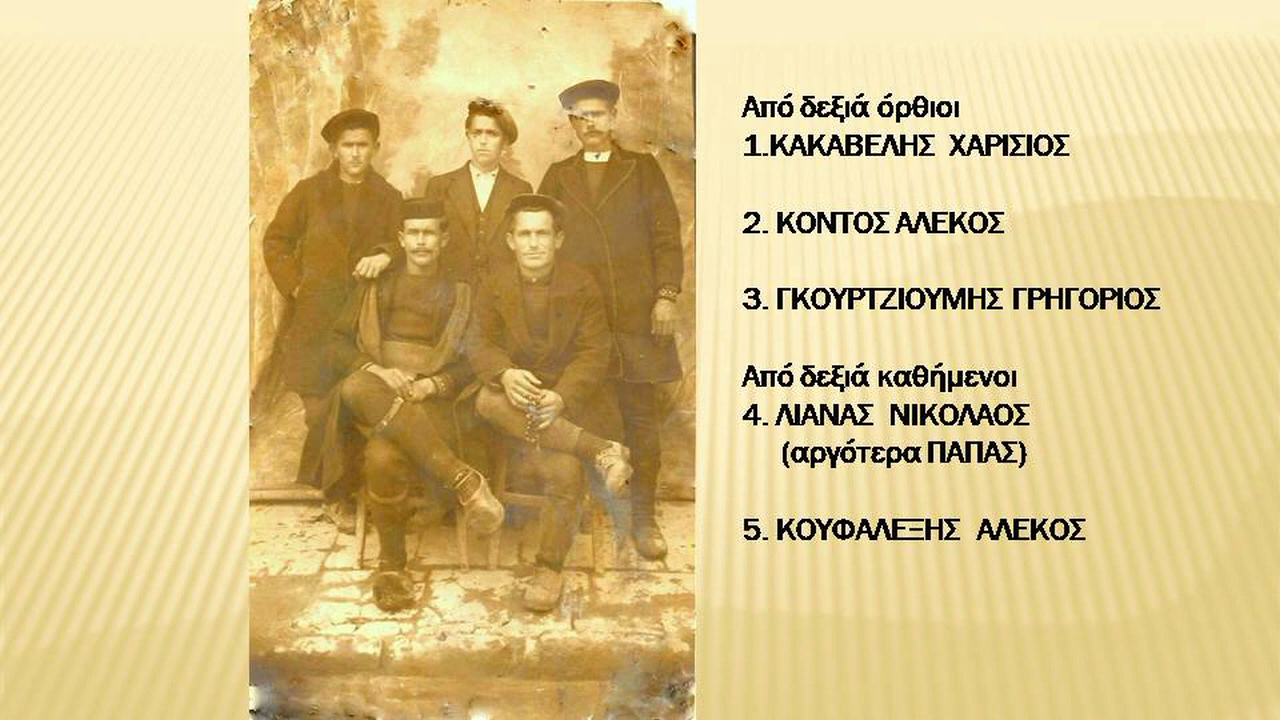 Από δεξιά όρθιοι
1.ΚΑΚΑΒΕΛΗΣ ΧΑΡΙΣΙΟΣ
2. ΚΟΝΤΟΣ ΑΛΕΚΟΣ
3. ΓΚΟΥΡΤΖΙΟΥΜΗΣ ΓΡΗΓΟΡΙΟΣ
Από δεξιά καθήμενοι
4. ΛΙΑΝΑΣ ΝΙΚΟΛΑΟΣ
(αργότερα ΠΑΠΑΣ)
5. ΚΟΥΦΑΛΕΞΗΣ ΑΛΕΚΟΣ